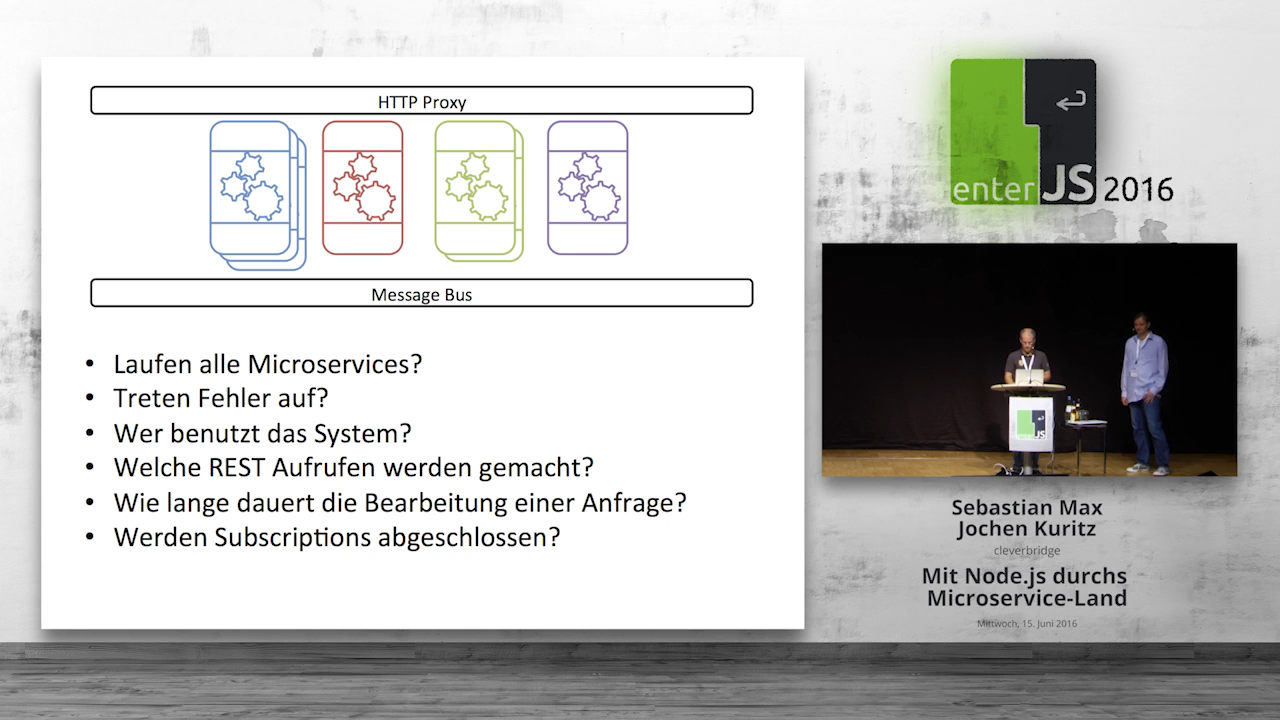 HTTP Proxy
Message Bus
• Laufen alle Microservices?
• Treten Fehler auf?
• Wer benutzt das System?
• Welche REST Aufrufen werden gemacht?
• Wie lange dauert die Bearbeitung einer Anfrage?
• Werden Subscriptions abgeschlossen?
enterJS 2016
JS
Sebastian Max
Jochen Kuritz
cleverbridge
Mit Node.js durchs
Microservice-Land
Mittwoch, 15. Juni 2016